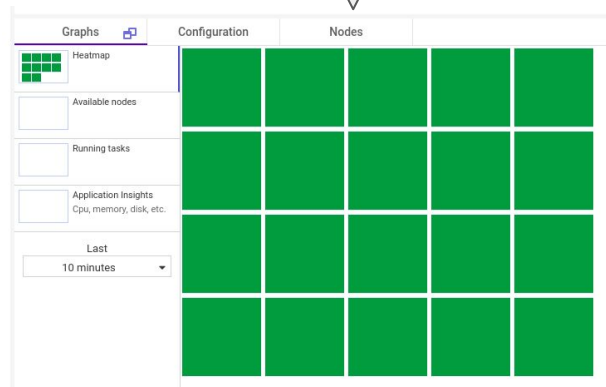 Graphs
Configuration
Nodes
Heatmap
Available nodes
Running tasks
Application Insights
Cpu, memory, disk, etc.
Last
10 minutes